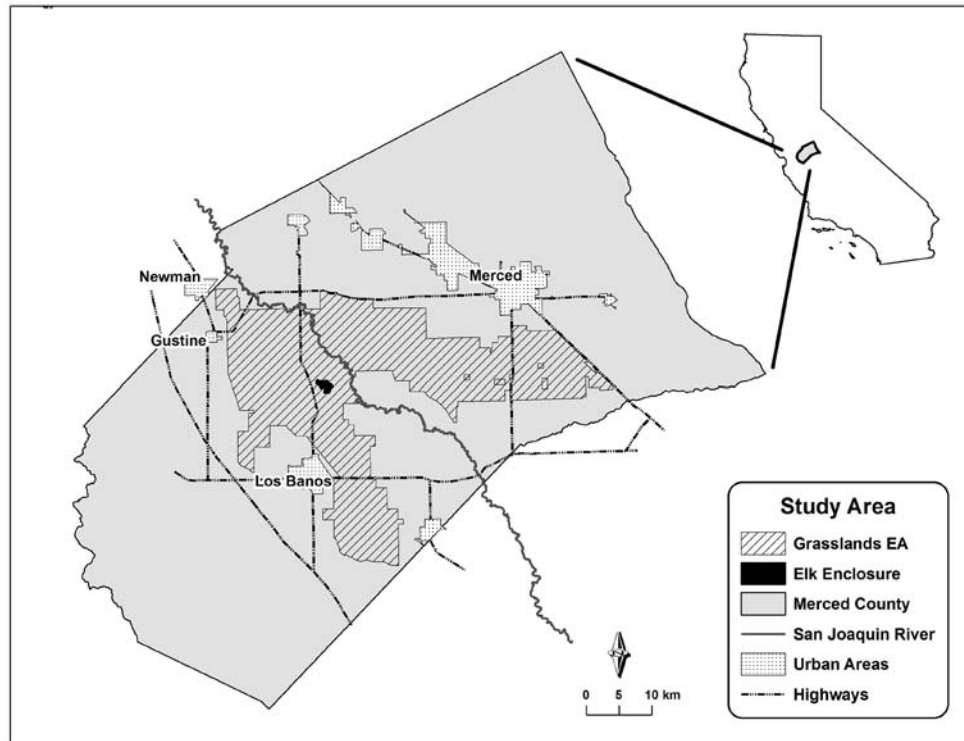 Newman
Merced
Gustine
Los Banos
Study Area
Grasslands EA
Elk Enclosure
Merced County
San Joaquin River
Urban Areas
Highways
0 5 10 km